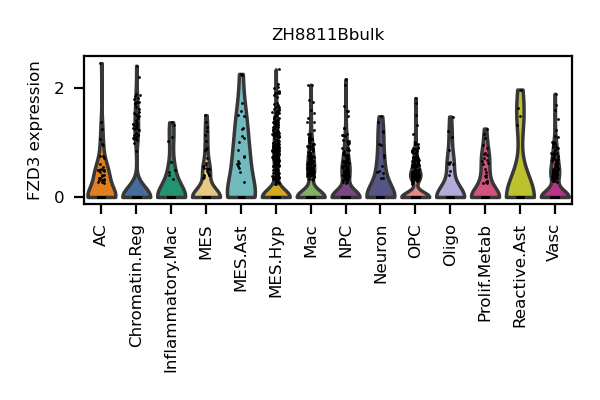 ZH8811Bbulk
FZD3 expression
2
0
AC
Chromatin.Reg
Inflammatory.Mac
MES
MES.Ast
MES.Hyp
Mac
NPC
Neuron
OPC
Oligo
Prolif.Metab
Reactive.Ast
Vasc